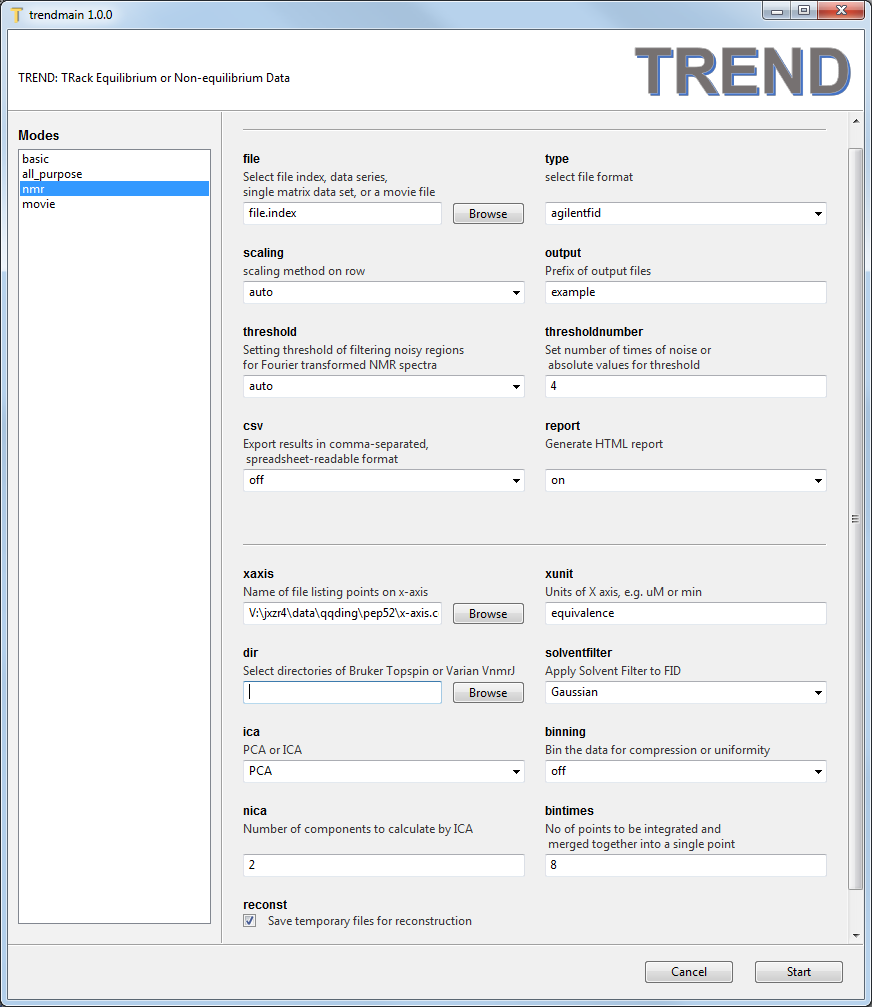 trendmain 1.0.0
TREND: TRack Equilibrium or Non-equilibrium Data
TREND
Modes
basic
all_purpose
nmr
movie
file
Select file index, data series,
single matrix data set, or a movie file
file.index
Browse
type
select file format
agilentfid
scaling
scaling method on row
auto
output
Prefix of output files
example
threshold
Setting threshold of filtering noisy regions
for Fourier transformed NMR spectra
auto
thresholdnumber
Set number of times of noise or
absolute values for threshold
4
csv
Export results in comma-separated,
spreadsheet-readable format
off
report
Generate HTML report
on
xaxis
Name of file listing points on x-axis
V:\jxzr4\data\qqding\pep52\x-axis.c
Browse
xunit
Units of X axis, e.g. uM or min
equivalence
dir
Select directories of Bruker Topspin or Varian VnmrJ
Browse
solventfilter
Apply Solvent Filter to FID
Gaussian
ica
PCA or ICA
PCA
binning
Bin the data for compression or uniformity
off
nica
Number of components to calculate by ICA
2
bintimes
No of points to be integrated and
merged together into a single point
8
reconst
Save temporary files for reconstruction
Cancel
Start